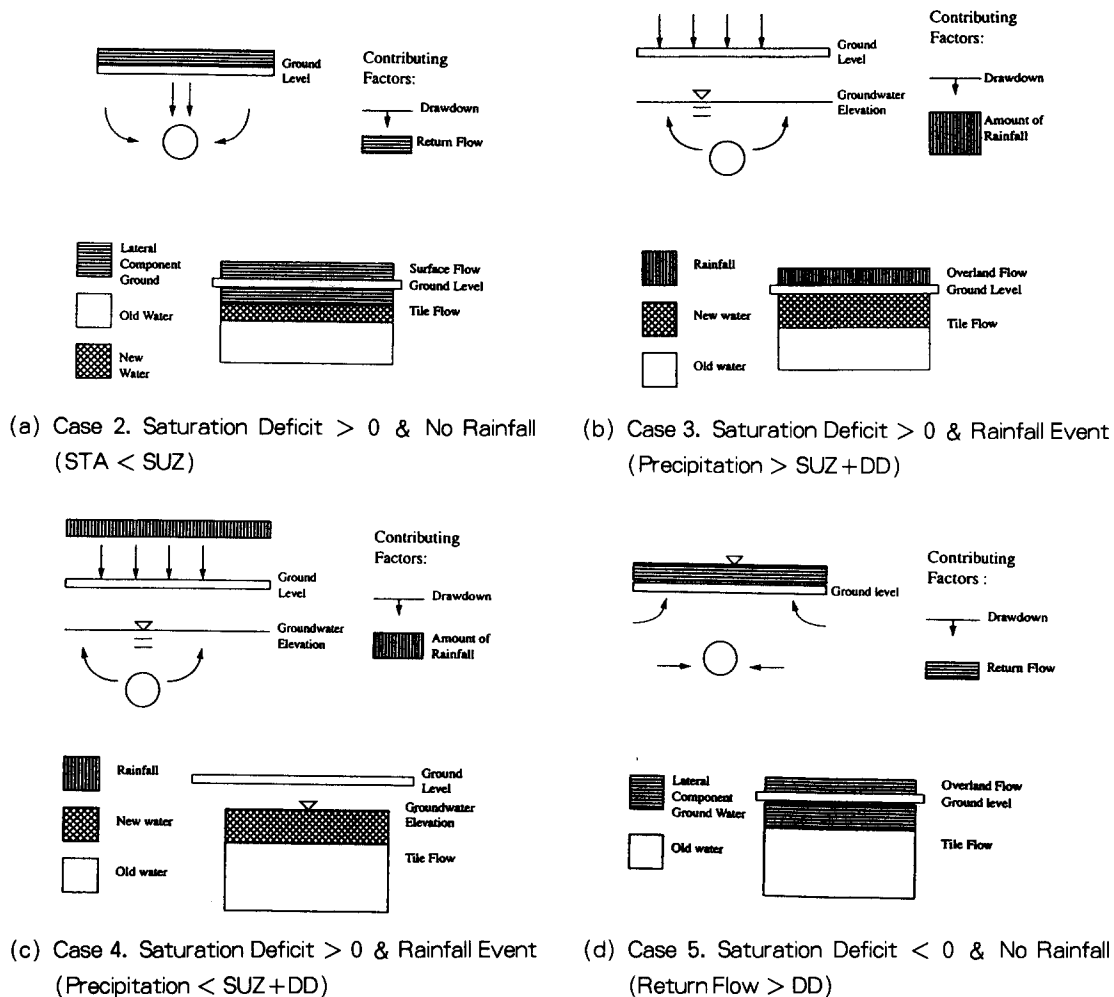 Ground
Level
Contributing
Factors:
Drawdown
Return Flow
Lateral
Component
Ground
Old Water
New
Water
Surface Flow
Ground Level
Tile Flow
(a) Case 2. Saturation Deficit > 0 & No Rainfall
(STA < SUZ)
Ground
Level
Groundwater
Elevation
Contributing
Factors:
Drawdown
Amount of
Rainfall
Rainfall
New water
Old water
Overland Flow
Ground Level
Tile Flow
(b) Case 3. Saturation Deficit > 0 & Rainfall Event
(Precipitation > SUZ+DD)
Ground
Level
Groundwater
Elevation
Contributing
Factors:
Drawdown
Amount of
Rainfall
Rainfall
New water
Old water
Ground
Level
Groundwater
Elevation
Tile Flow
(c) Case 4. Saturation Deficit > 0 & Rainfall Event
(Precipitation < SUZ+DD)
Ground level
Contributing
Factors :
Drawdown
Return Flow
Lateral
Component
Ground Water
Old water
Overland Flow
Ground level
Tile Flow
(d) Case 5. Saturation Deficit < 0 & No Rainfall
(Return Flow > DD)